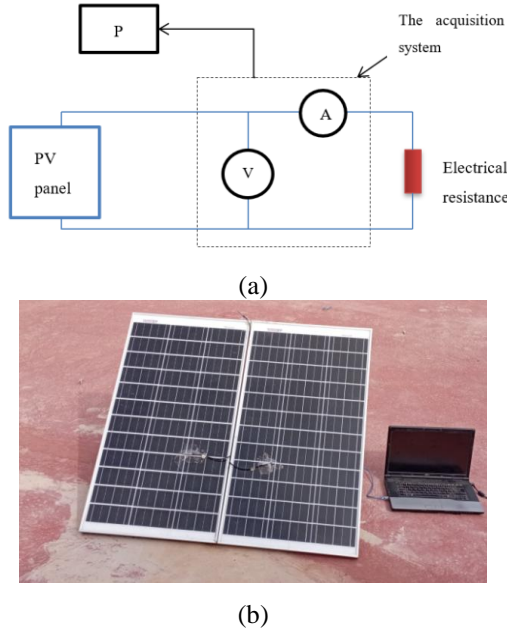 P
The acquisition
system
A
PV
panel
V
Electrical
resistance
(a)
(b)